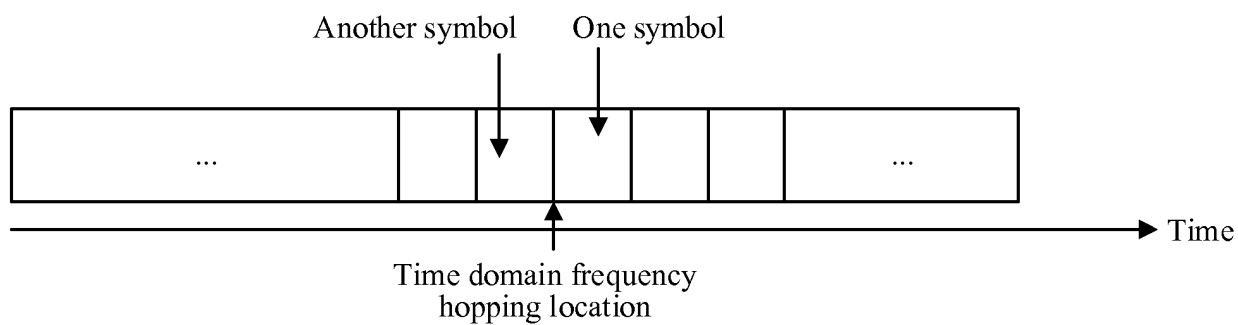 Another symbol
One symbol
...
...
Time
Time domain frequency
hopping location